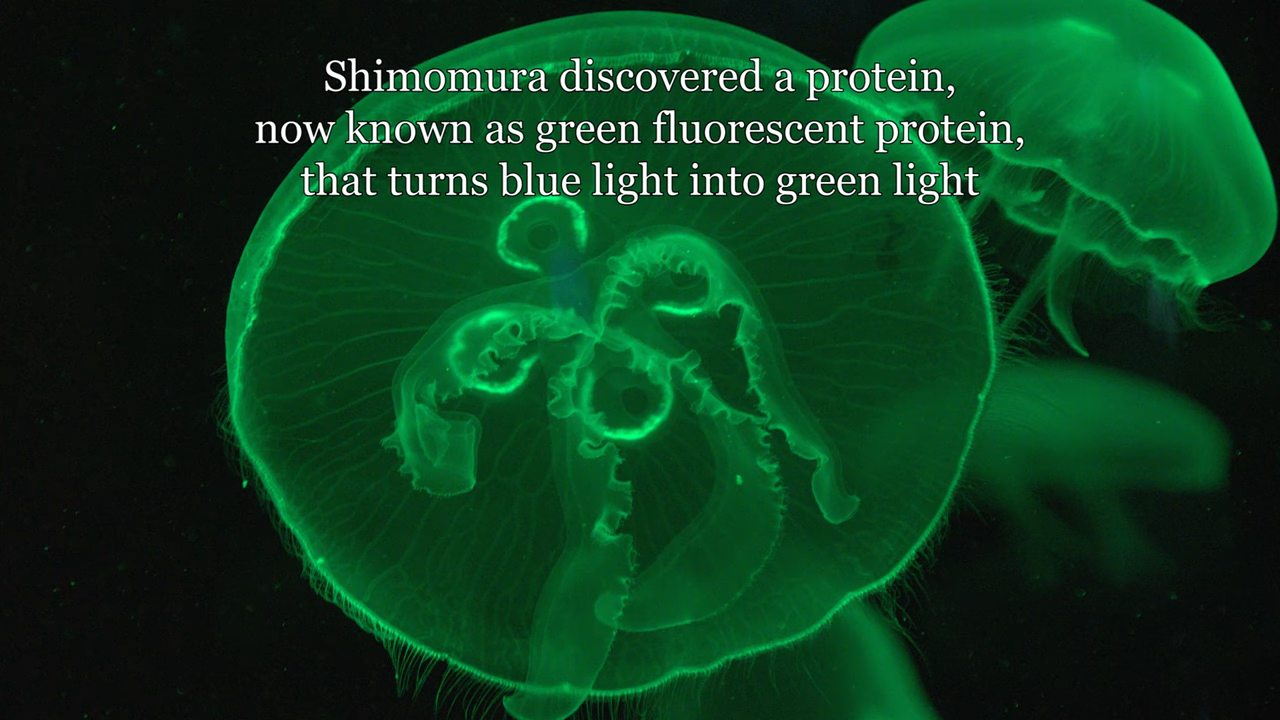 Shimomura discovered a protein,
now known as green fluorescent protein,
that turns blue light into green light